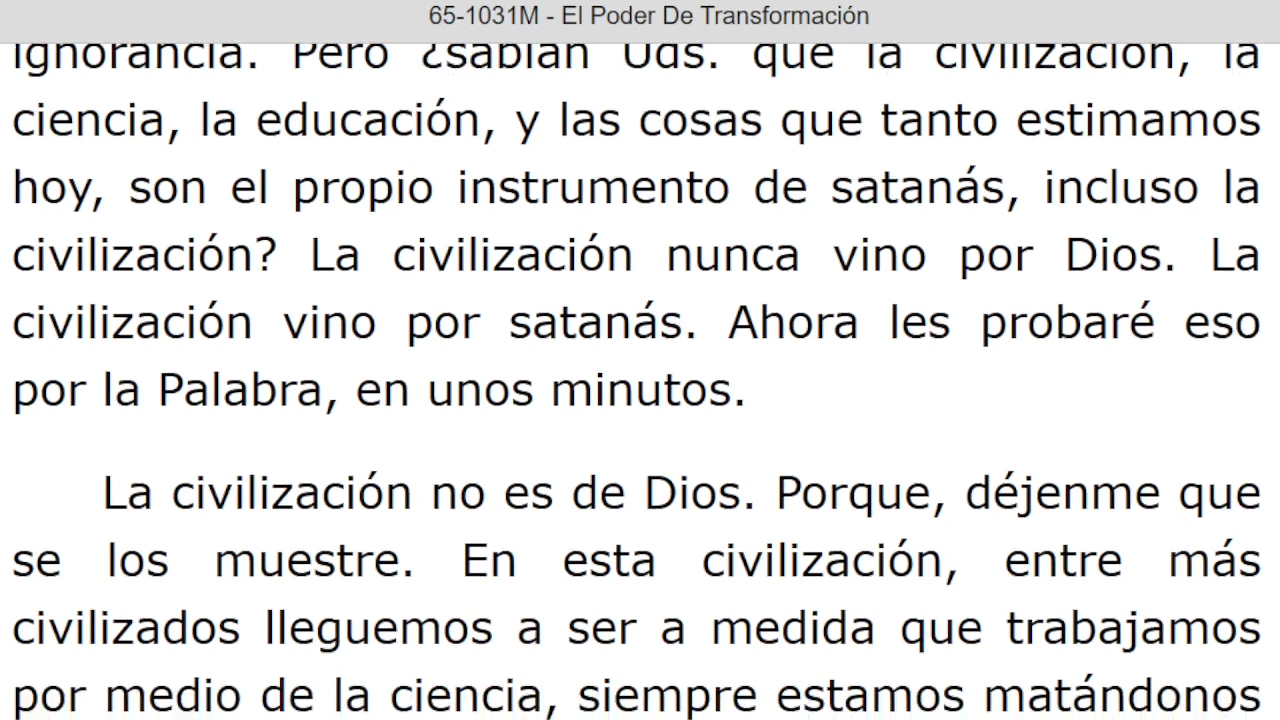 65-1031M - El Poder De Transformación
ignorancia. Pero ¿sabían Uds. que la civilización, la
ciencia, la educación, y las cosas que tanto estimamos
hoy, son el propio instrumento de satanás, incluso la
civilización? La civilización nunca vino por Dios. La
civilización vino por satanás. Ahora les probaré eso
por la Palabra, en unos minutos.
La civilización no es de Dios. Porque, déjenme que
se los muestre. En esta civilización, entre más
civilizados lleguemos a ser a medida que trabajamos
por medio de la ciencia, siempre estamos matándonos